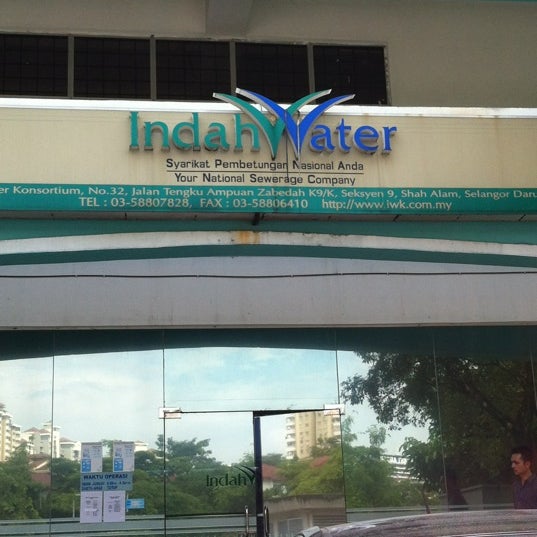 Indah Water
Syarikat Pembetungan Nasional Anda
Your National Sewerage Company
er Konsortium, No.32, Jalan Tengku Ampuan Zabedah K9/K, Seksyen 9, Shah Alam, Selangor Daru
TEL : 03-58807828, FAX : 03-58806410 http://www.iwk.com.my
WAKTU OPERASI
Indah